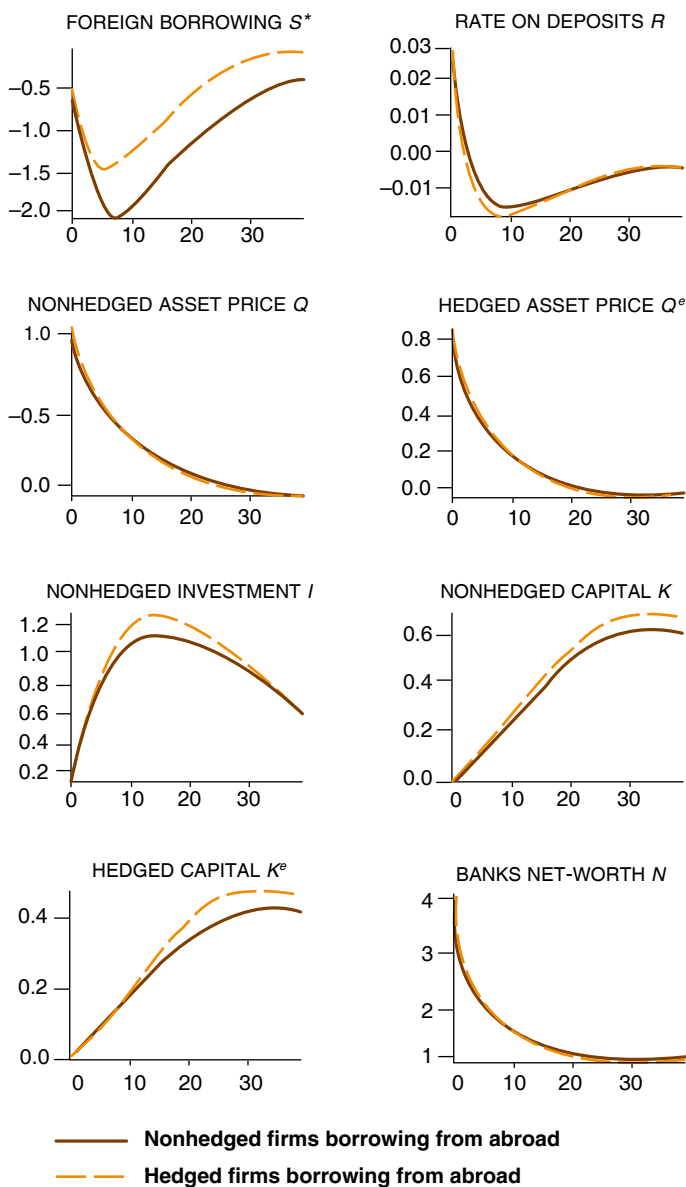 FOREIGN BORROWING S*
−0.5
−1.0
−1.5
−2.0
0 10 20 30
RATE ON DEPOSITS R
0.03
0.03
0.01
0.00
−0.01
0 10 20 30
NONHEDGED ASSET PRICE Q
1.0
−0.5
0.0
0 10 20 30
HEDGED ASSET PRICE Qe
0.8
0.6
0.4
0.2
0.0
0 10 20 30
NONHEDGED INVESTMENT I
1.2
1.0
0.8
0.6
0.4
0.2
0 10 20 30
NONHEDGED CAPITAL K
0.6
0.4
0.2
0.0
0 10 20 30
HEDGED CAPITAL Ke
0.4
0.2
0.0
0 10 20 30
BANKS NET-WORTH N
4
3
2
1
0 10 20 30
Nonhedged firms borrowing from abroad
Hedged firms borrowing from abroad